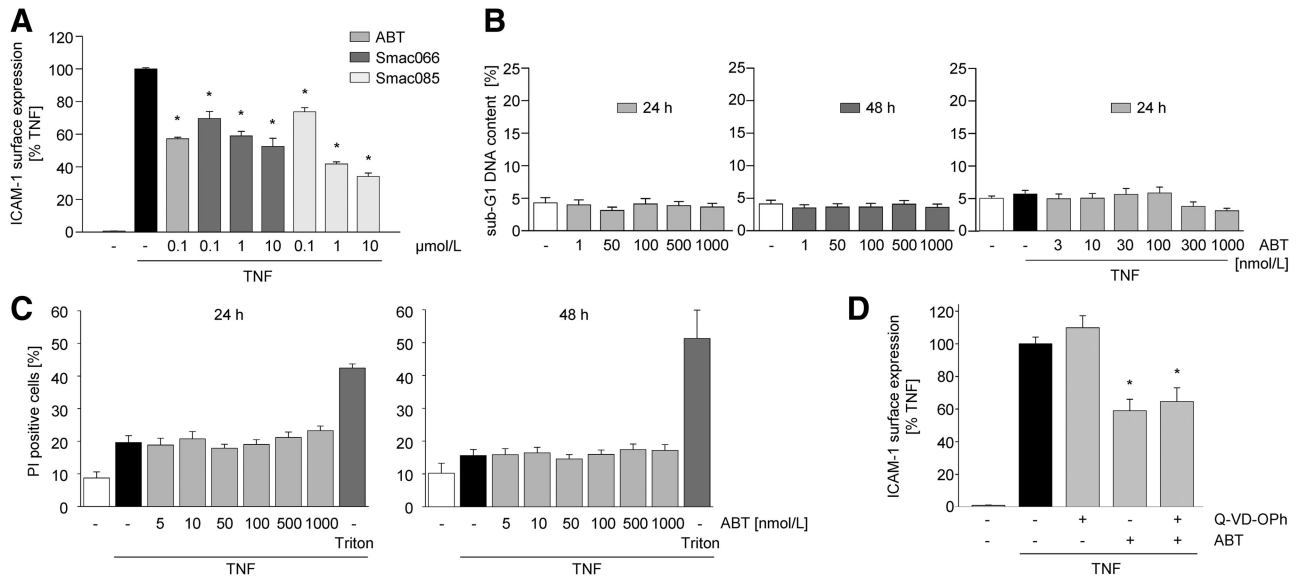 A
ICAM-1 surface expression
[% TNF]
120
100
80
60
40
20
0
ABT
Smac066
Smac085
* * * * * * *
- - 0.1 0.1 1 10 0.1 1 10 µmol/L
TNF
B
sub-G1 DNA content [%]
25
20
15
10
5
0
24 h
- 1 50 100 500 1000
25
20
15
10
5
0
48 h
- 1 50 100 500 1000
25
20
15
10
5
0
24 h
- - 3 10 30 100 300 1000 ABT
[nmol/L]
TNF
C
PI positive cells [%]
60
50
40
30
20
10
0
24 h
- - 5 10 50 100 500 1000 -
Triton
TNF
60
50
40
30
20
10
0
48 h
- - 5 10 50 100 500 1000 - ABT [nmol/L]
Triton
TNF
D
ICAM-1 surface expression
[% TNF]
120
100
80
60
40
20
0
* *
- - + - + Q-VD-OPh
- - - + + ABT
TNF